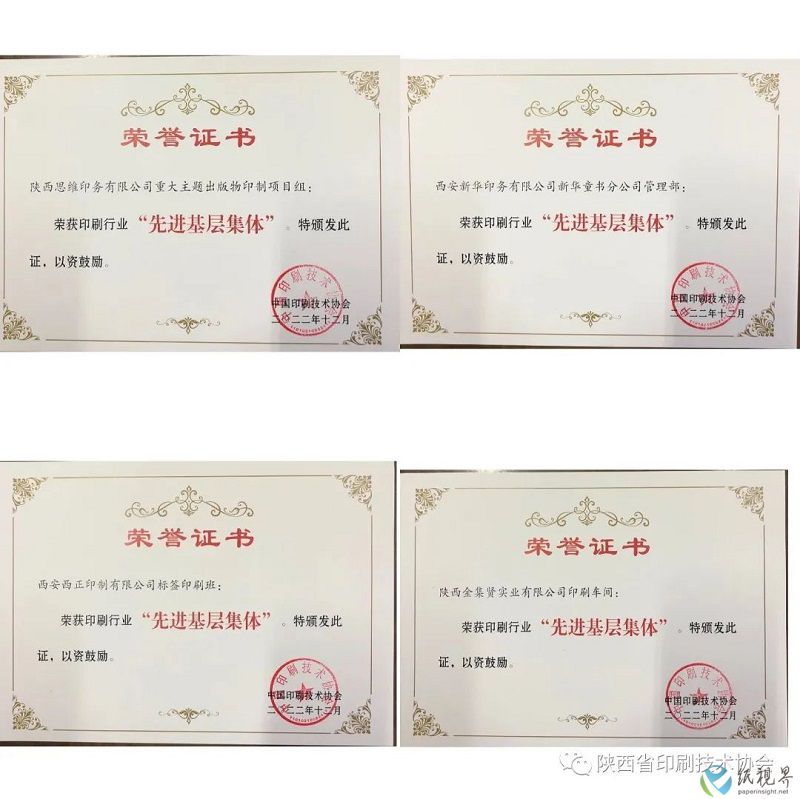 荣誉证书
陕西思维印务有限公司重大主题出版物印制项目组：
荣获印刷行业“先进基层集体”。特颁发此
证，以资鼓励。
中国印刷技术协会
二〇二二年十二月
荣誉证书
西安新华印务有限公司新华童书分公司管理部：
荣获印刷行业“先进基层集体”。特颁发此
证，以资鼓励。
中国印刷技术协会
二〇二二年十二月
荣誉证书
西安西正印制有限公司标签印刷班：
荣获印刷行业“先进基层集体”。特颁发此
证，以资鼓励。
中国印刷技术协会
二〇二二年十二月
荣誉证书
陕西金集贤实业有限公司印刷车间：
荣获印刷行业“先进基层集体”。特颁发此
证，以资鼓励。
中国印刷技术协会
二〇二二年十二月
陕西省印刷技术协会
纸视界
paperinsight.net